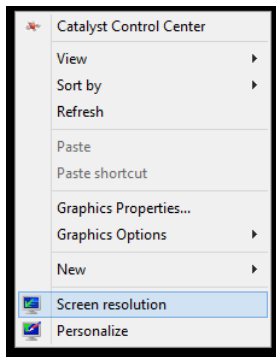 Catalyst Control Center
View
Sort by
Refresh
Paste
Paste shortcut
Graphics Properties...
Graphics Options
New
Screen resolution
Personalize